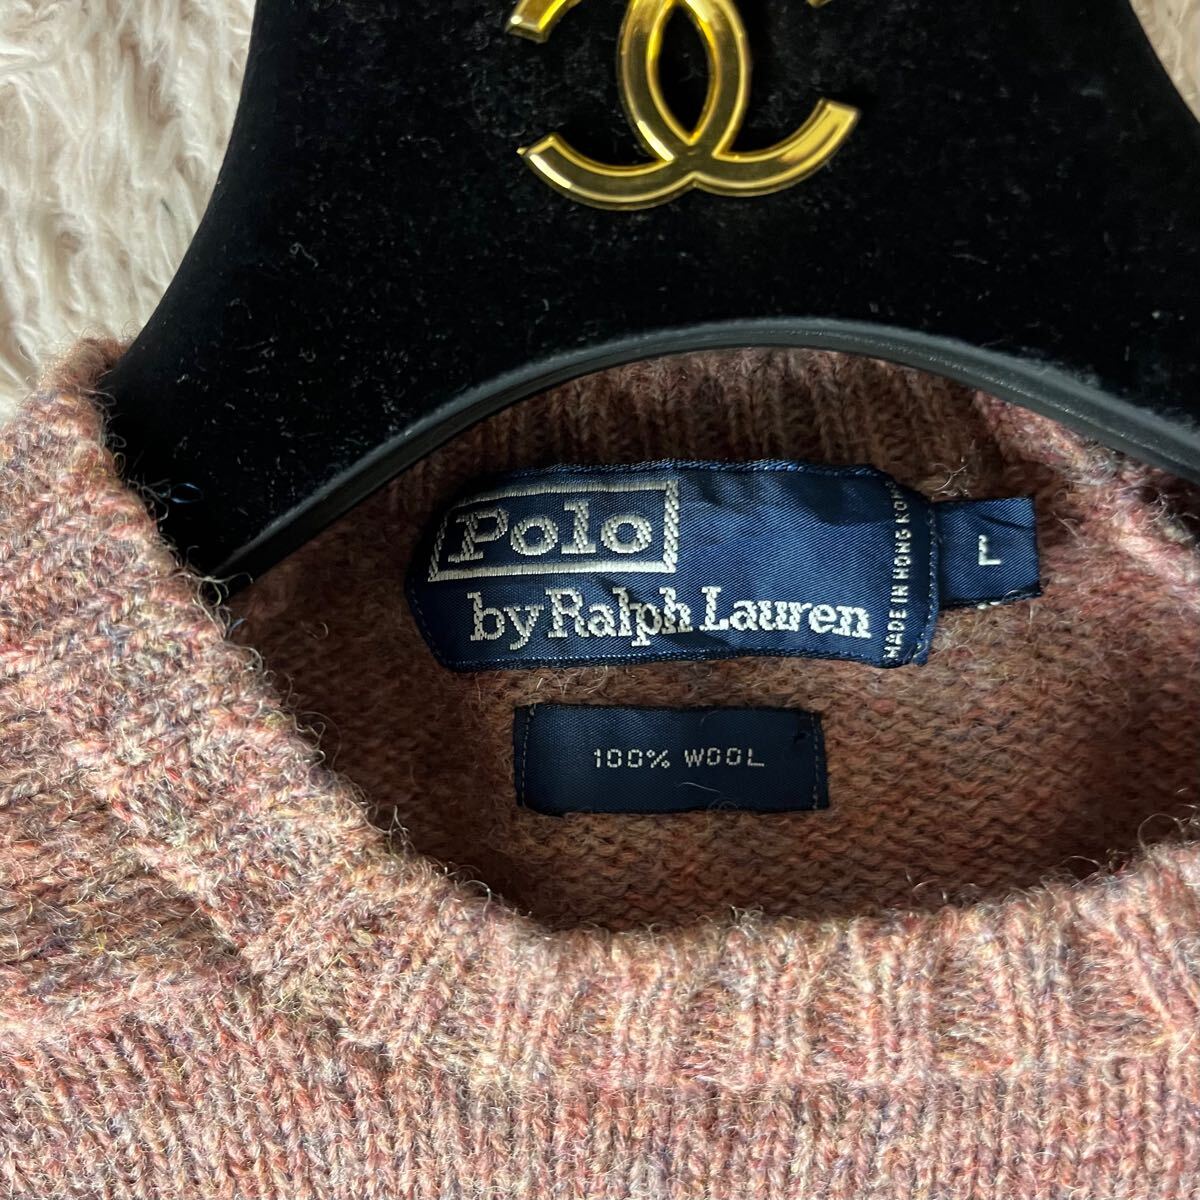 Polo
by Ralph Lauren
MADE IN HONG KONG
L
100% WOOL